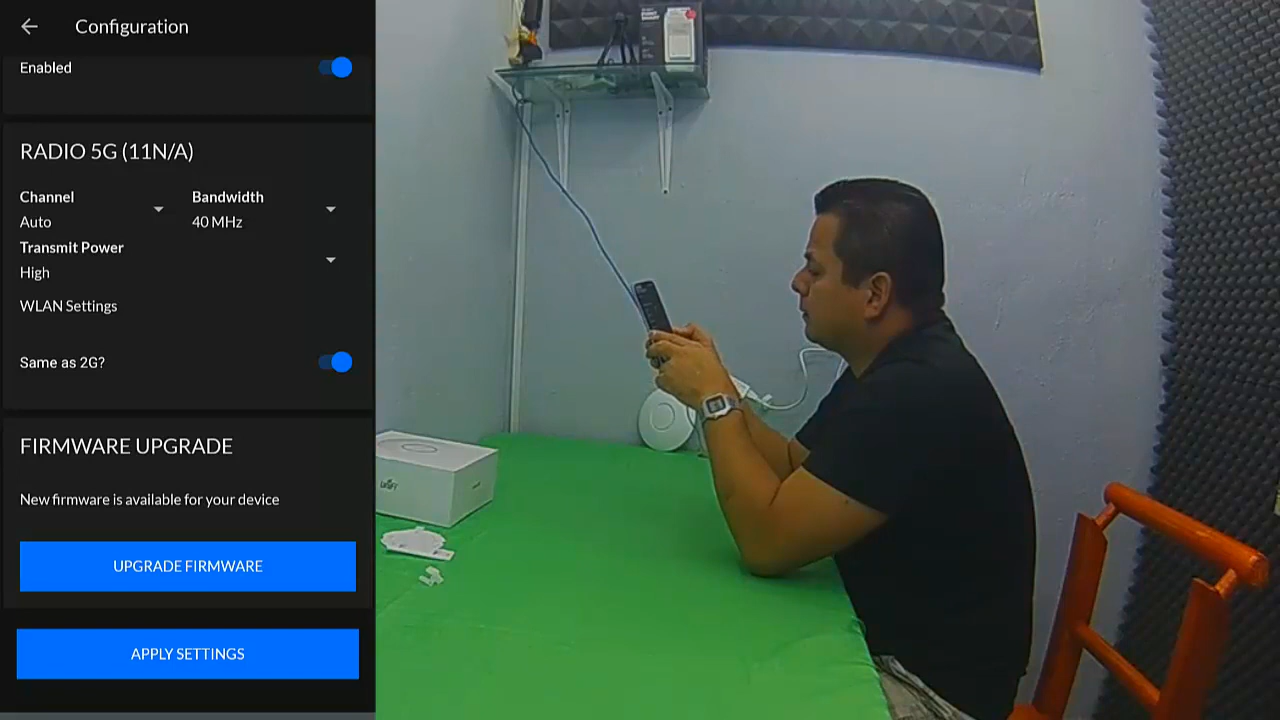 Configuration
Enabled
RADIO 5G (11N/A)
Channel
Bandwidth
Auto
40 MHz
Transmit Power
High
WLAN Settings
Same as 2G?
FIRMWARE UPGRADE
New firmware is available for your device
UPGRADE FIRMWARE
APPLY SETTINGS
UniFi